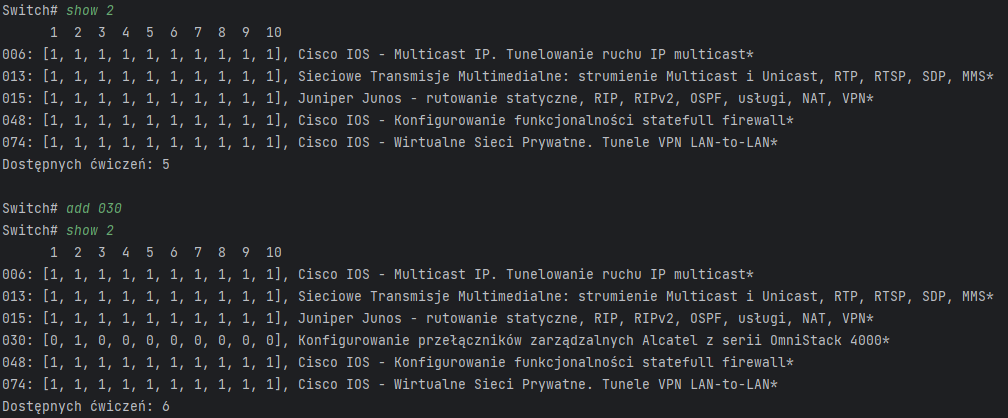 Switch# show 2
1 2 3 4 5 6 7 8 9 10
006: [1, 1, 1, 1, 1, 1, 1, 1, 1, 1], Cisco IOS - Multicast IP. Tunelowanie ruchu IP multicast*
013: [1, 1, 1, 1, 1, 1, 1, 1, 1, 1], Sieciowe Transmisje Multimedialne: strumienie Multicast i Unicast, RTP, RTSP, SDP, MMS*
015: [1, 1, 1, 1, 1, 1, 1, 1, 1, 1], Juniper Junos - rutowanie statyczne, RIP, RIPv2, OSPF, usługi, NAT, VPN*
048: [1, 1, 1, 1, 1, 1, 1, 1, 1, 1], Cisco IOS - Konfigurowanie funkcjonalności statefull firewall*
074: [1, 1, 1, 1, 1, 1, 1, 1, 1, 1], Cisco IOS - Wirtualne Sieci Prywatne. Tunele VPN LAN-to-LAN*
Dostępnych ćwiczeń: 5
Switch# add 030
Switch# show 2
1 2 3 4 5 6 7 8 9 10
006: [1, 1, 1, 1, 1, 1, 1, 1, 1, 1], Cisco IOS - Multicast IP. Tunelowanie ruchu IP multicast*
013: [1, 1, 1, 1, 1, 1, 1, 1, 1, 1], Sieciowe Transmisje Multimedialne: strumienie Multicast i Unicast, RTP, RTSP, SDP, MMS*
015: [1, 1, 1, 1, 1, 1, 1, 1, 1, 1], Juniper Junos - rutowanie statyczne, RIP, RIPv2, OSPF, usługi, NAT, VPN*
030: [0, 1, 0, 0, 0, 0, 0, 0, 0, 0], Konfigurowanie przełączników zarządzalnych Alcatel z serii OmniStack 4000*
048: [1, 1, 1, 1, 1, 1, 1, 1, 1, 1], Cisco IOS - Konfigurowanie funkcjonalności statefull firewall*
074: [1, 1, 1, 1, 1, 1, 1, 1, 1, 1], Cisco IOS - Wirtualne Sieci Prywatne. Tunele VPN LAN-to-LAN*
Dostępnych ćwiczeń: 6